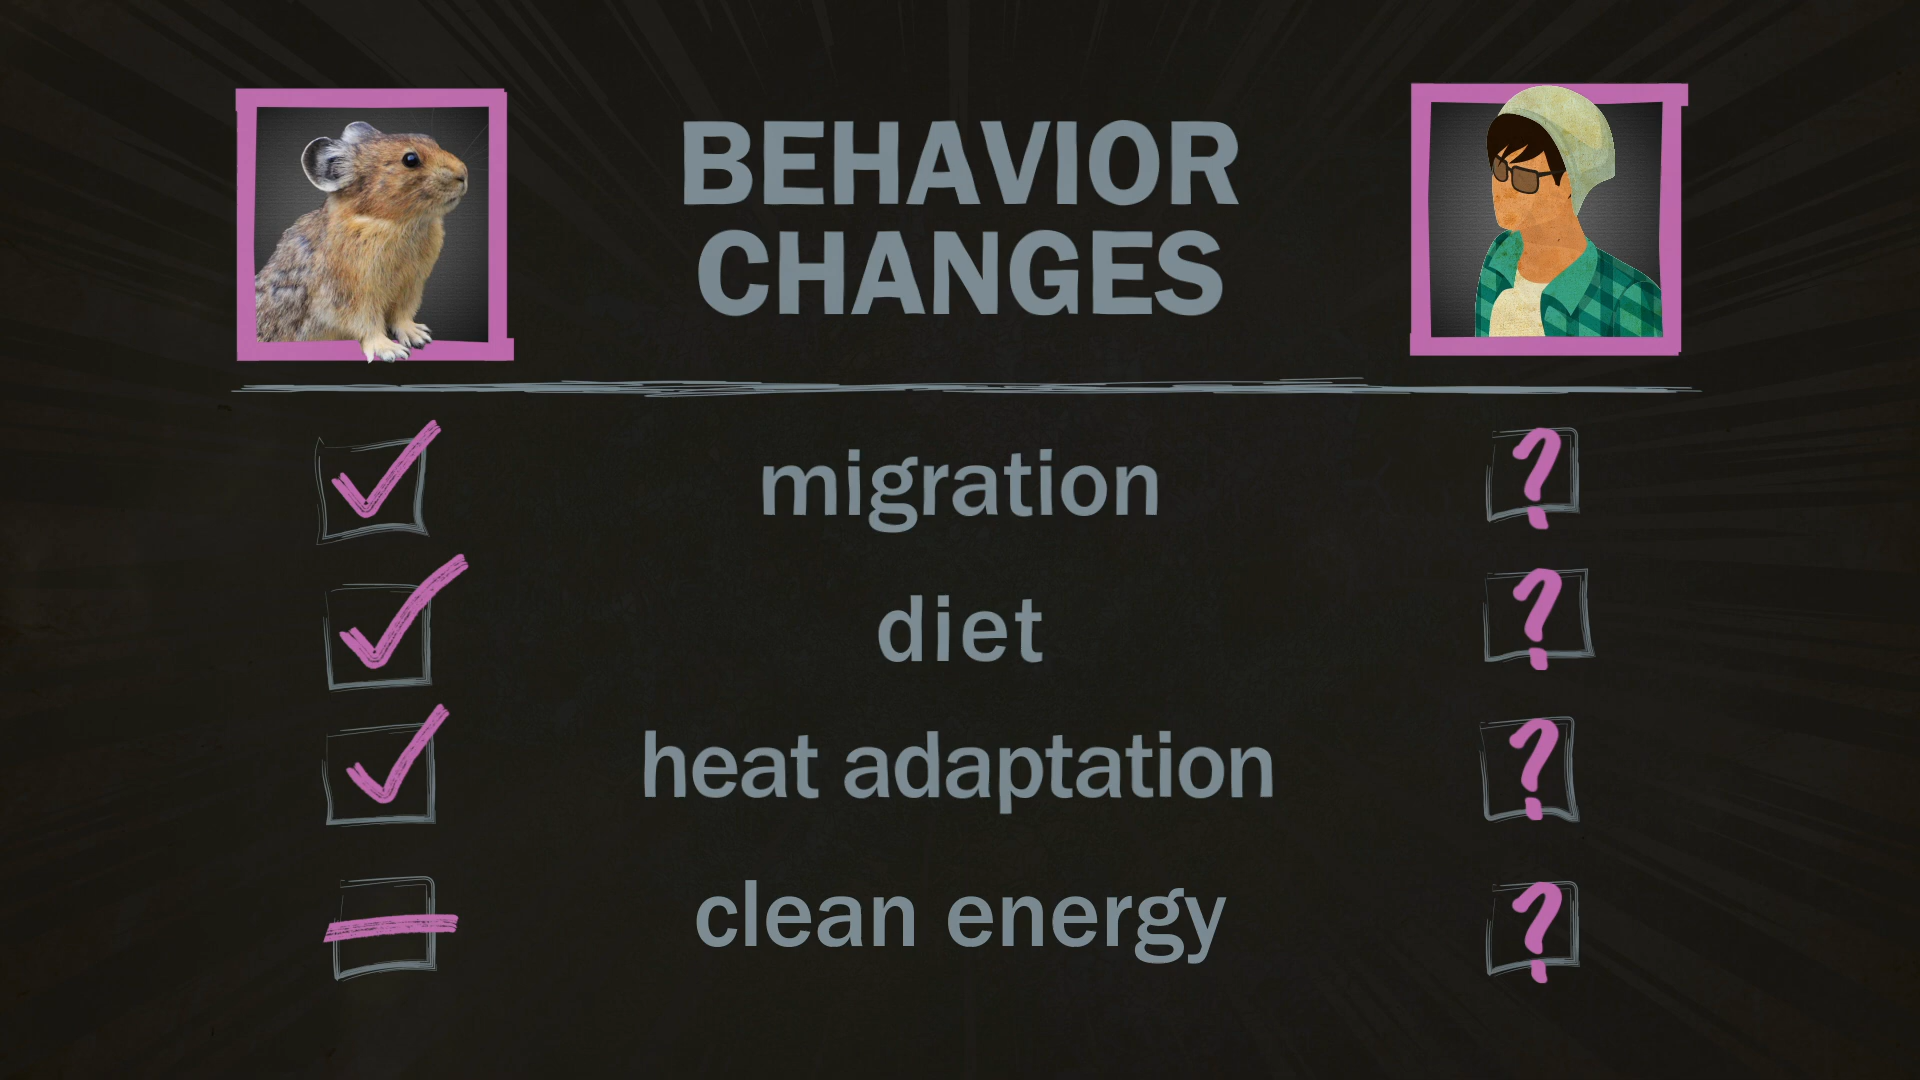 BEHAVIOR
CHANGES
migration
?
diet
?
heat adaptation
?
clean energy
?